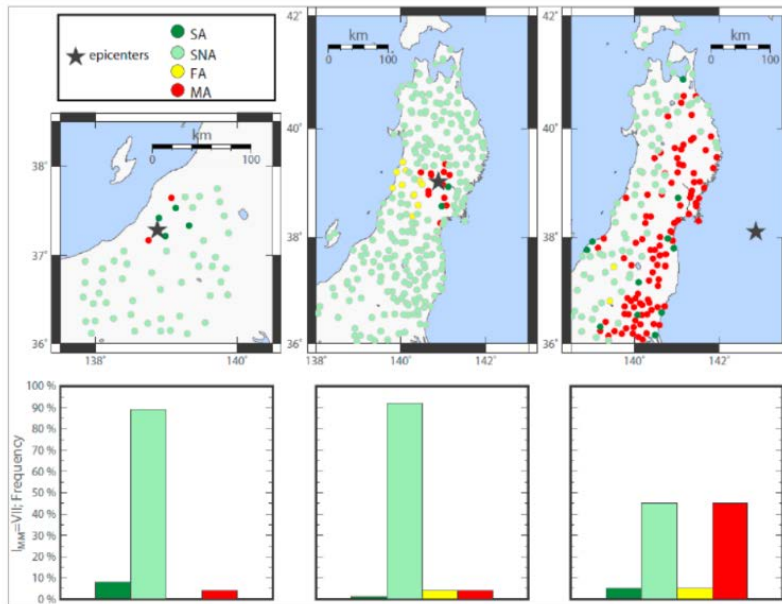 SA
SNA
FA
MA
epicenters
km
0 100
38°
37°
36°
138° 140°
42°
km
0 100
40°
38°
36°
138° 140° 142°
42°
km
0 100
40°
38°
36°
140° 142°
I_MM=VII; Frequency
100 %
90 %
80 %
70 %
60 %
50 %
40 %
30 %
20 %
10 %
0 %